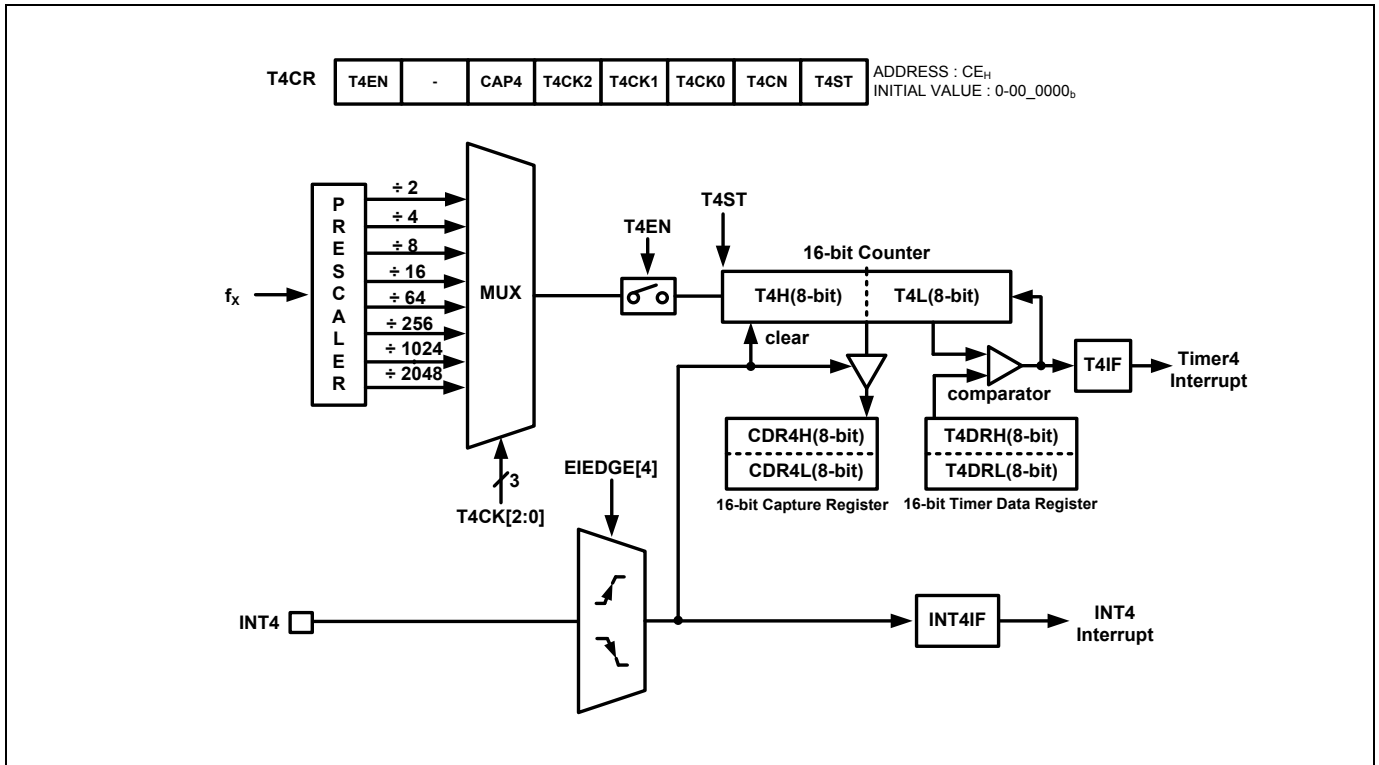 T4CR T4EN - CAP4 T4CK2 T4CK1 T4CK0 T4CN T4ST
ADDRESS : CEH
INITIAL VALUE : 0-00_0000b
PRESCALER
÷ 2
÷ 4
÷ 8
÷ 16
÷ 64
÷ 256
÷ 1024
÷ 2048
fX
MUX
3
T4CK[2:0]
T4EN
T4ST
16-bit Counter
T4H(8-bit) T4L(8-bit)
clear
comparator
T4IF
Timer4
Interrupt
CDR4H(8-bit)
CDR4L(8-bit)
16-bit Capture Register
T4DRH(8-bit)
T4DRL(8-bit)
16-bit Timer Data Register
EIEDGE[4]
INT4
INT4IF
INT4
Interrupt